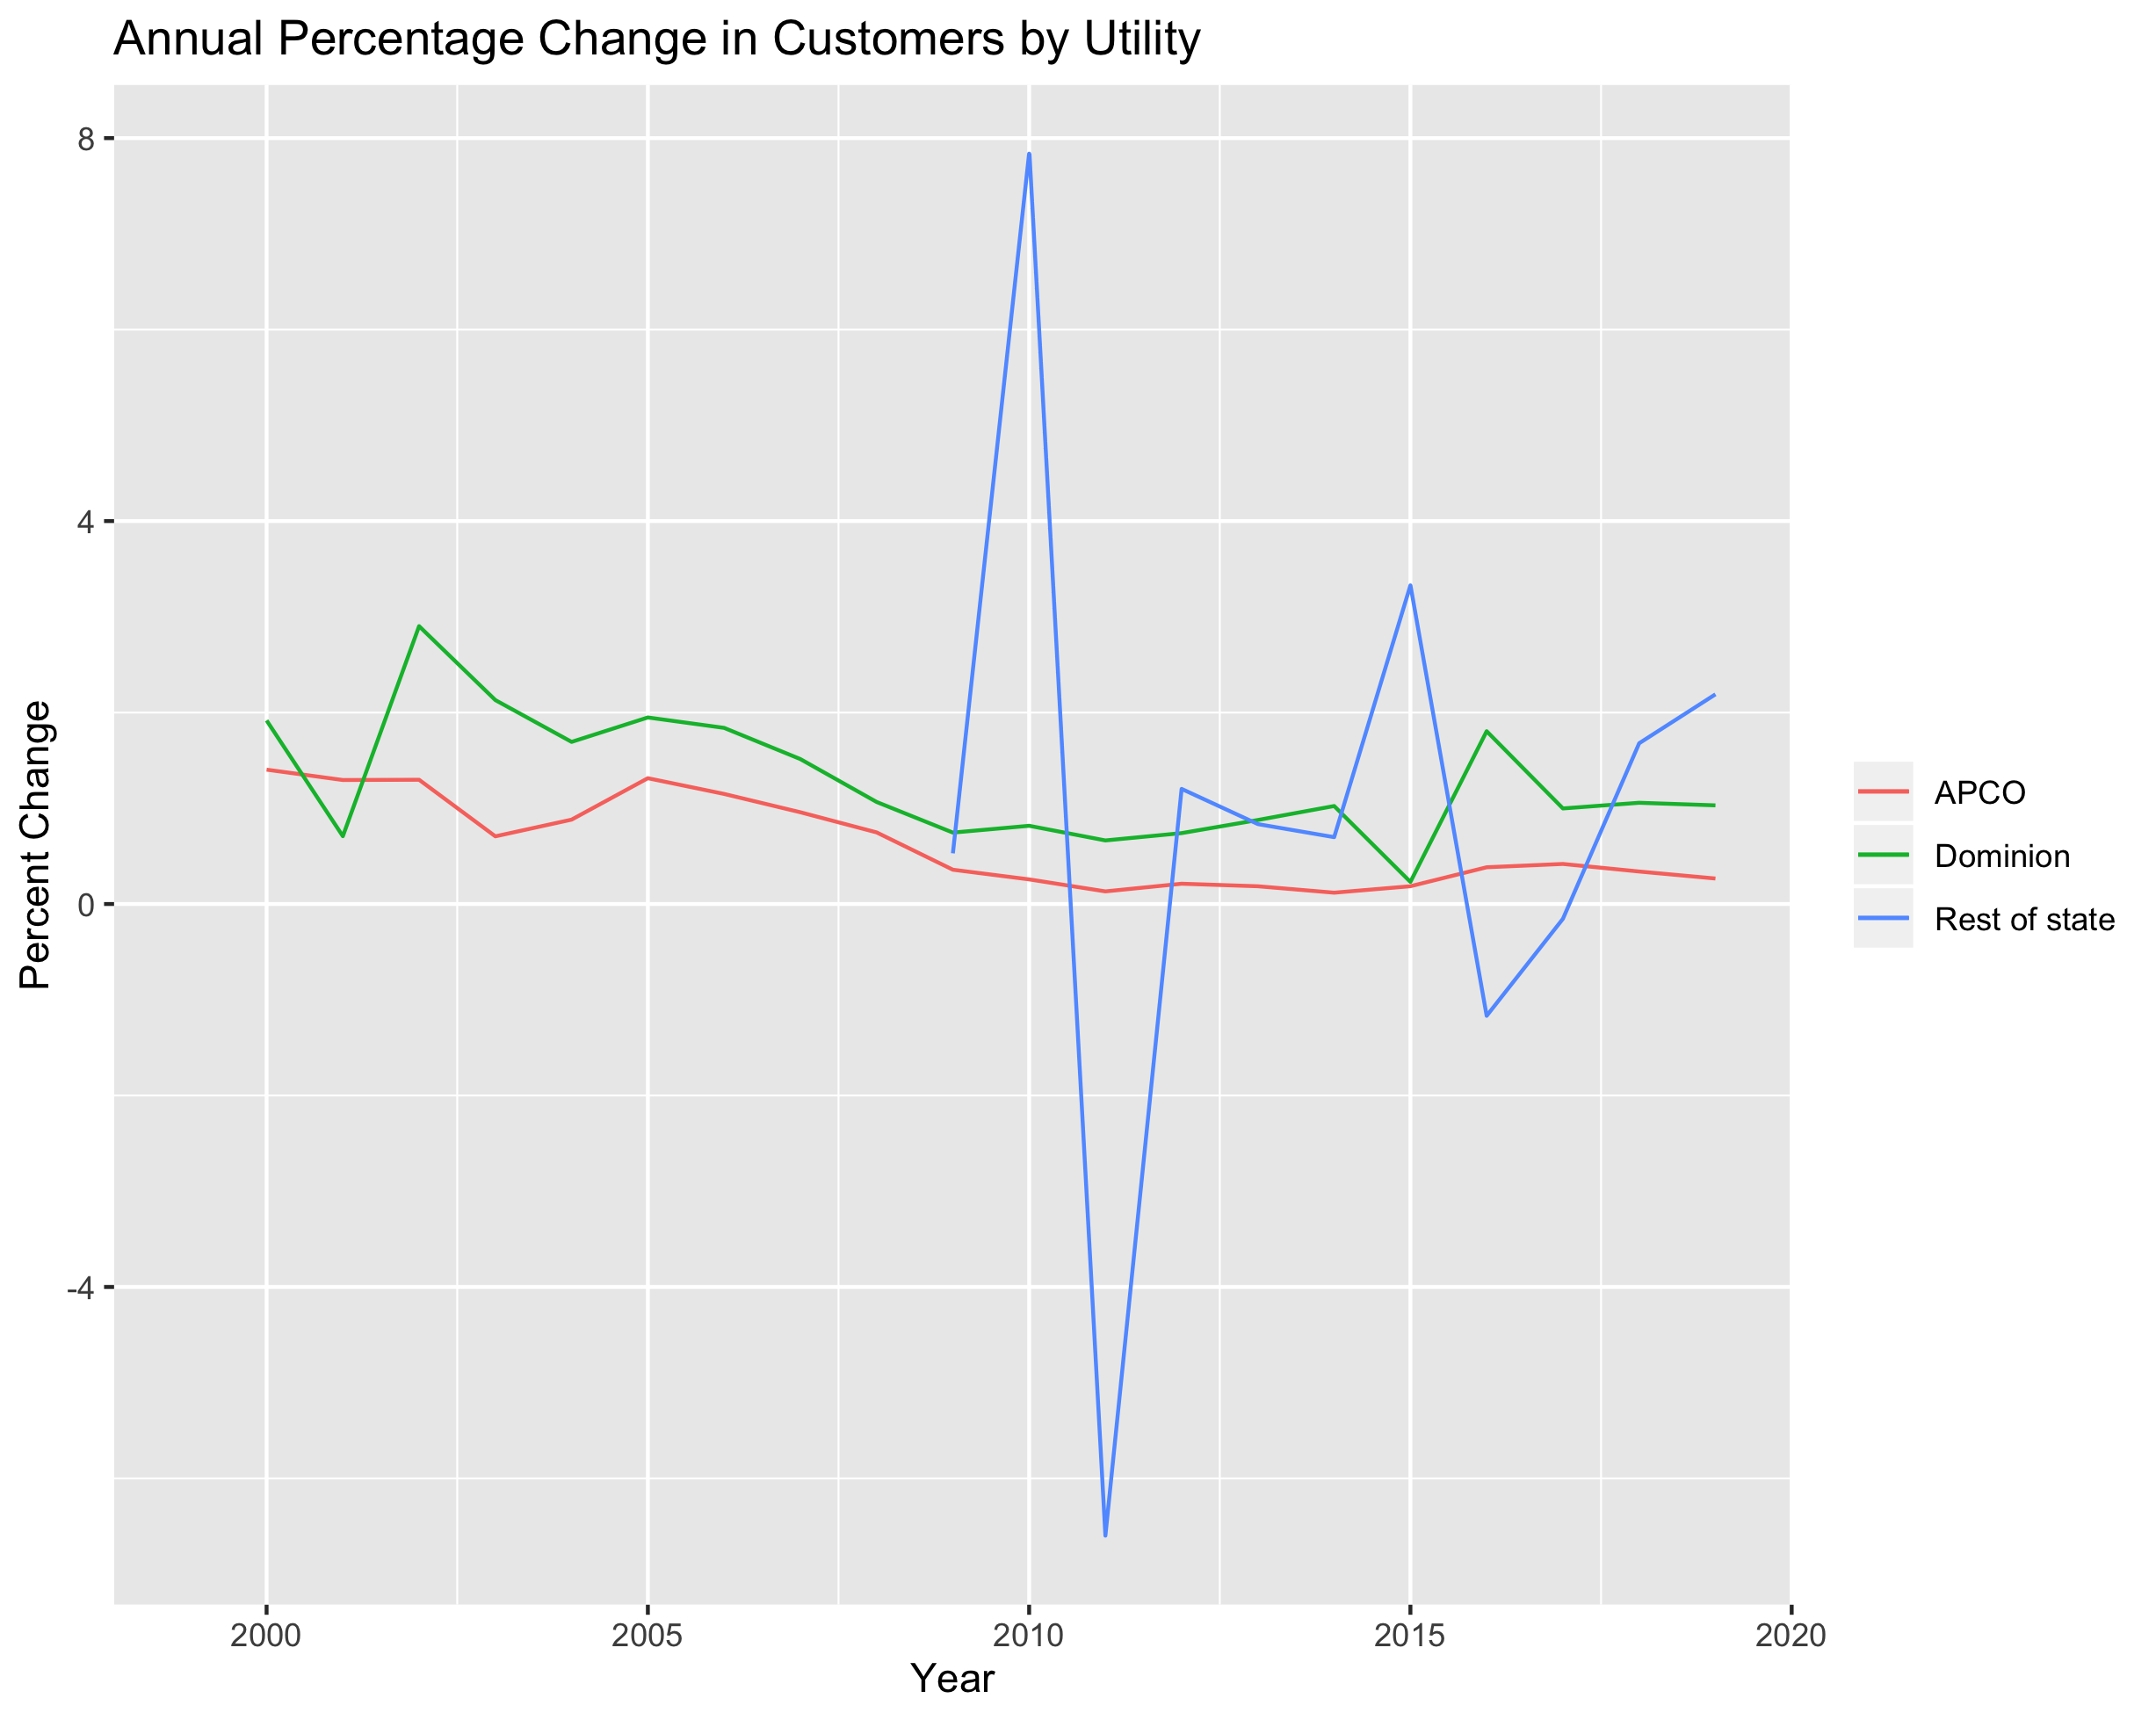 Annual Percentage Change in Customers by Utility
8
4
0
-4
Percent Change
2000 2005 2010 2015 2020
Year
APCO
Dominion
Rest of state